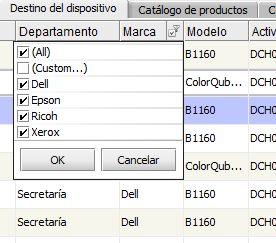 Destino del dispositivo Catálogo de productos C
Departamento Marca Modelo Activ
(All) B1160 DCH0
(Custom...)
Dell ColorQub... DCH0
Epson
Ricoh B1160 DCH0
Xerox B1160 DCH0
OK Cancelar ColorQub... DCH0
Secretaría Dell B1160 DCH0
Secretaría Dell B1160 DCH0